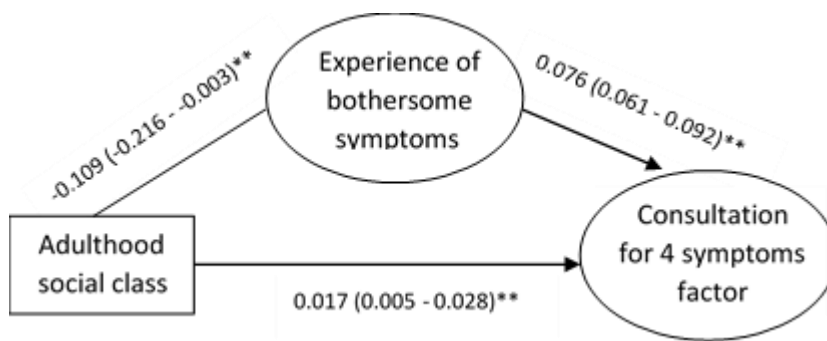 Experience of
bothersome
symptoms
-0.109 (-0.216 - -0.003)**
0.076 (0.061 - 0.092)**
Adulthood
social class
Consultation
for 4 symptoms
factor
0.017 (0.005 - 0.028)**